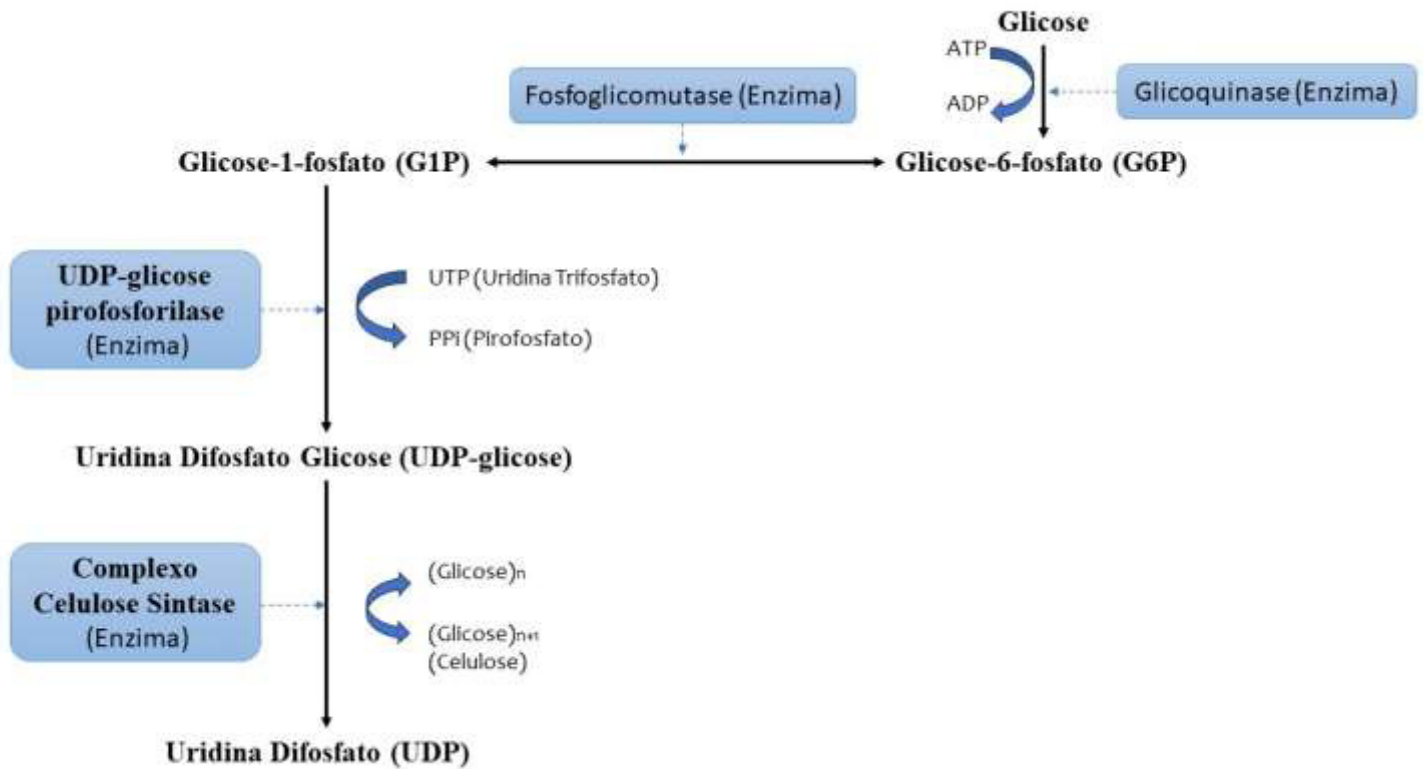 Glicose
ATP
ADP
Glicoquinase (Enzima)
Fosfoglicomutase (Enzima)
Glicose-1-fosfato (G1P)
Glicose-6-fosfato (G6P)
UDP-glicose
pirofosforilase
(Enzima)
UTP (Uridina Trifosfato)
PPi (Pirofosfato)
Uridina Difosfato Glicose (UDP-glicose)
Complexo
Celulose Sintase
(Enzima)
(Glicose)n
(Glicose)n+1
(Celulose)
Uridina Difosfato (UDP)